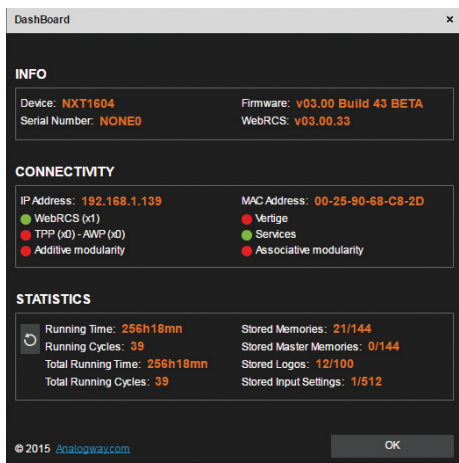 DashBoard ×
INFO
Device: NXT1604 Firmware: v03.00 Build 43 BETA
Serial Number: NONE0 WebRCS: v03.00.33
CONNECTIVITY
IP Address: 192.168.1.139 MAC Address: 00-25-90-68-C8-2D
WebRCS (x1) Vertige
TPP (x0) - AWP (x0) Services
Additive modularity Associative modularity
STATISTICS
Running Time: 256h18mn Stored Memories: 21/144
Running Cycles: 39 Stored Master Memories: 0/144
Total Running Time: 256h18mn Stored Logos: 12/100
Total Running Cycles: 39 Stored Input Settings: 1/512
© 2015 Analogway.com OK